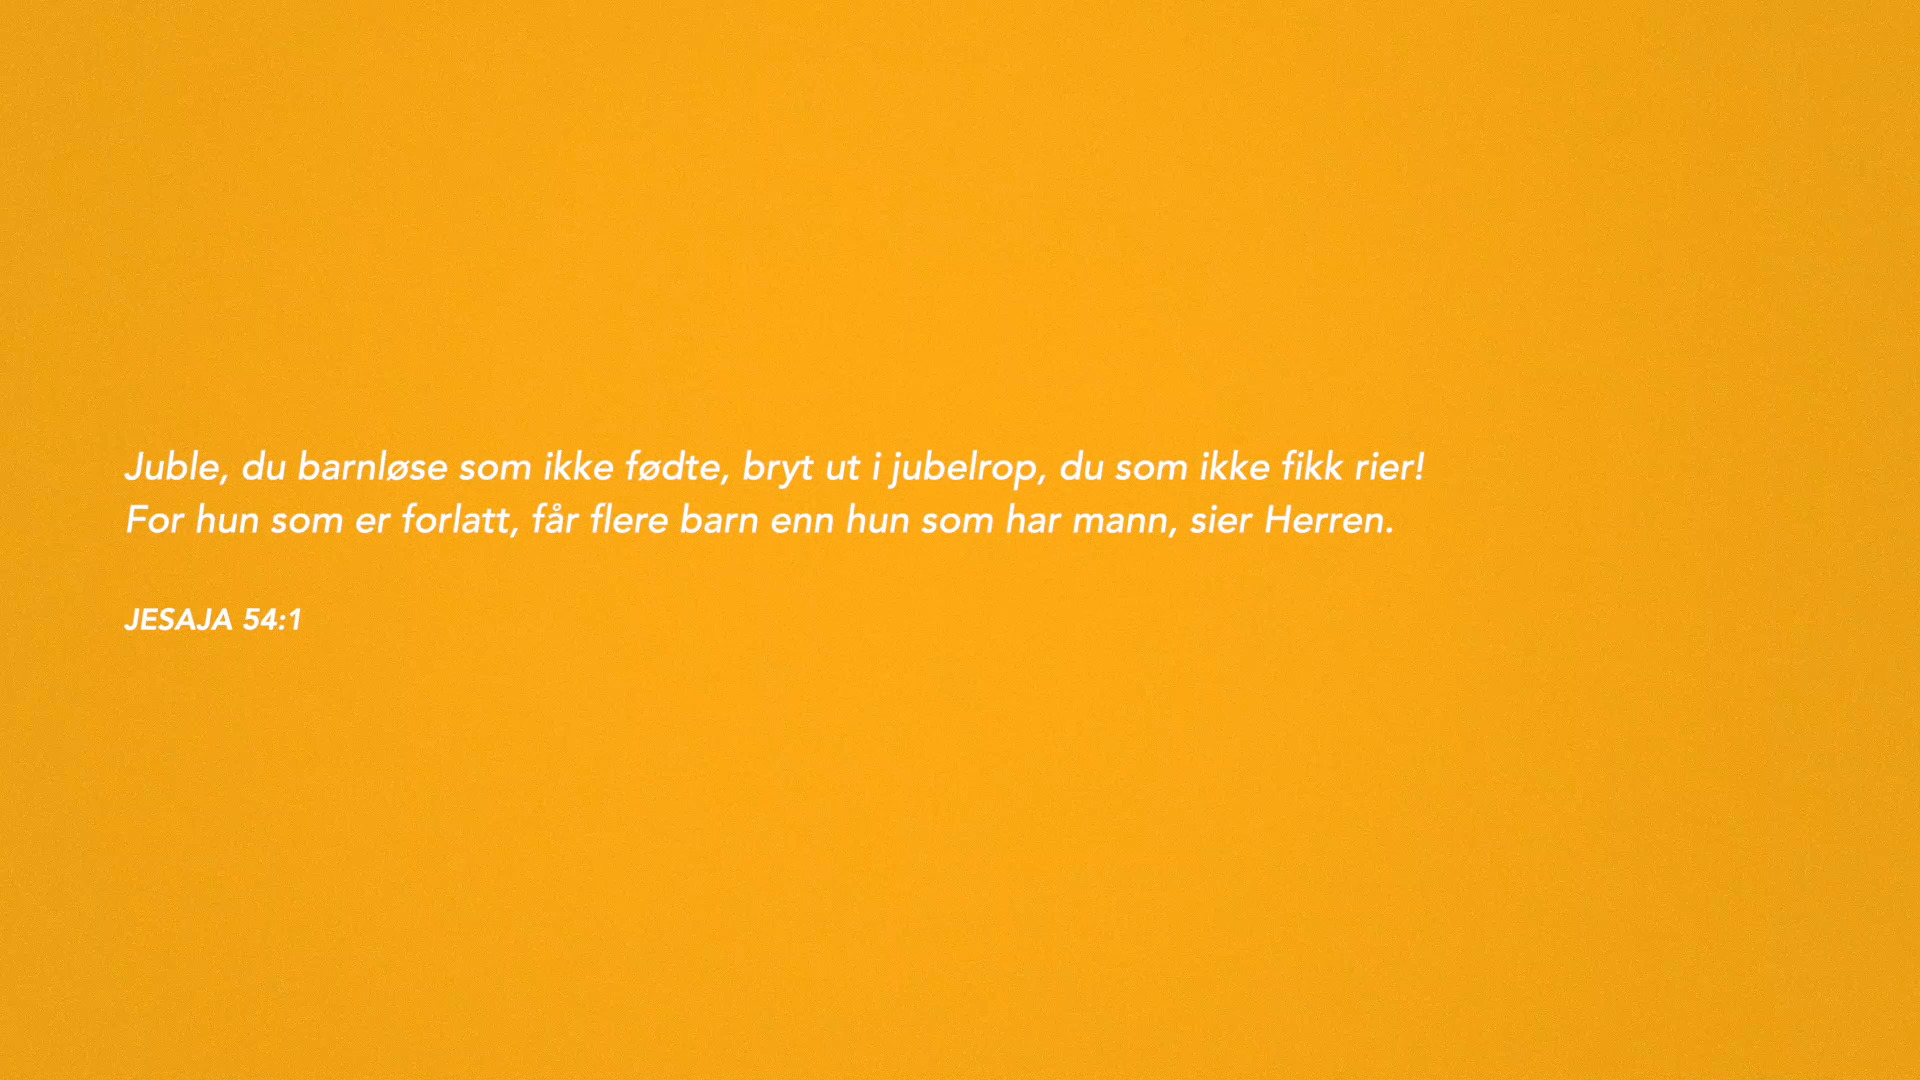 Juble, du barnløse som ikke fødte, bryt ut i jubelrop, du som ikke fikk rier!
For hun som er forlatt, får flere barn enn hun som har mann, sier Herren.
JESAJA 54:1